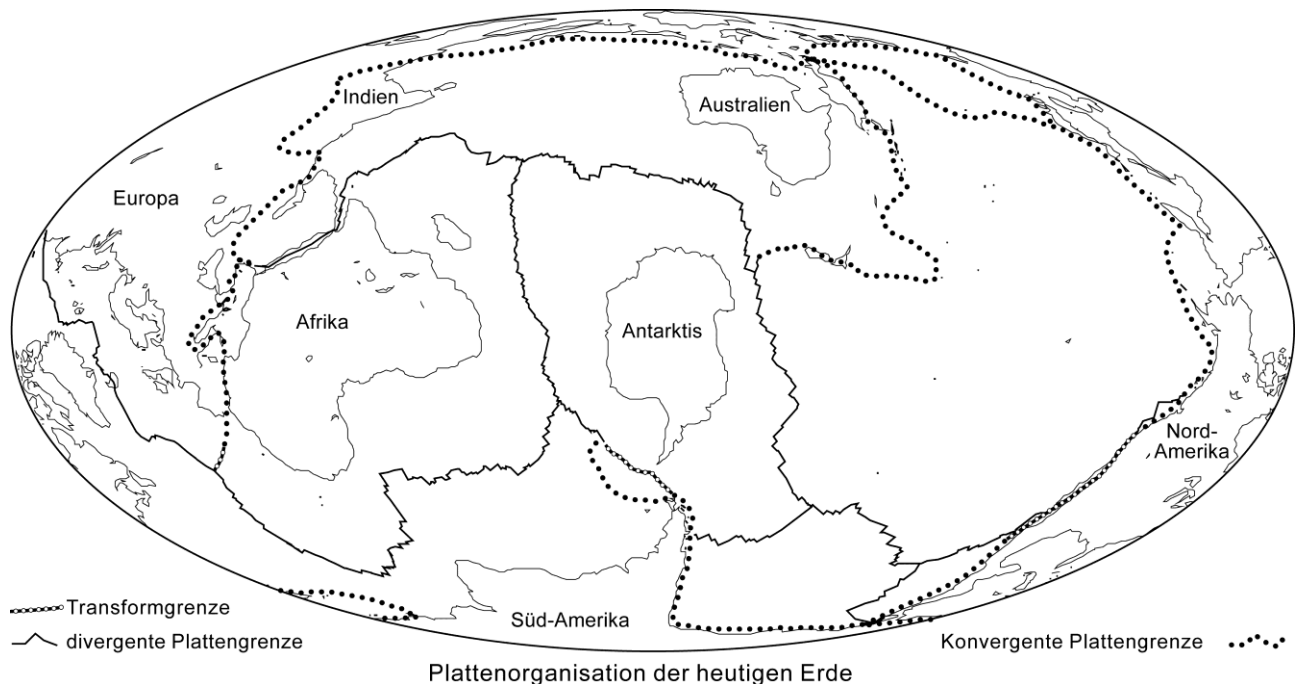 Indien
Australien
Europa
Afrika
Antarktis
Nord-
Amerika
Süd-Amerika
Transformgrenze
divergente Plattengrenze
Konvergente Plattengrenze
Plattenorganisation der heutigen Erde